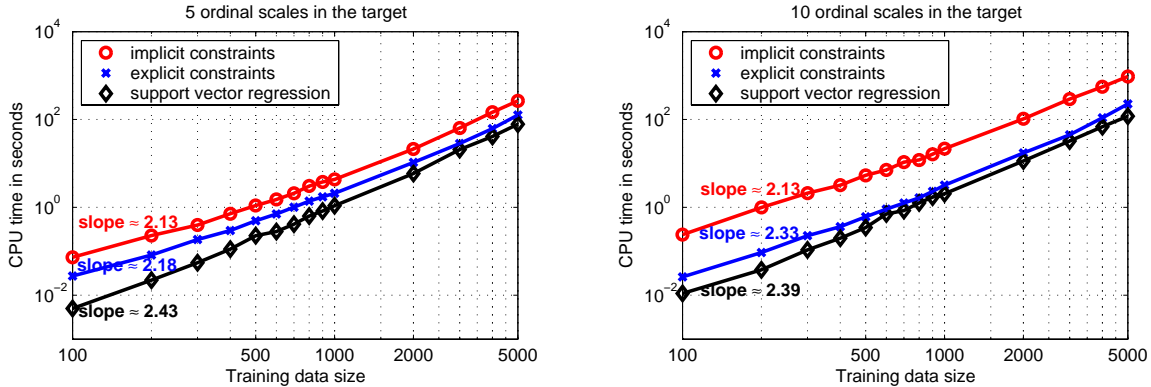 5 ordinal scales in the target
10^4
10^2
10^0
10^-2
CPU time in seconds
implicit constraints
explicit constraints
support vector regression
slope ≈ 2.13
slope ≈ 2.18
slope ≈ 2.43
100
200
500
1000
2000
5000
Training data size
10 ordinal scales in the target
10^4
10^2
10^0
10^-2
CPU time in seconds
implicit constraints
explicit constraints
support vector regression
slope ≈ 2.13
slope ≈ 2.33
slope ≈ 2.39
100
200
500
1000
2000
5000
Training data size